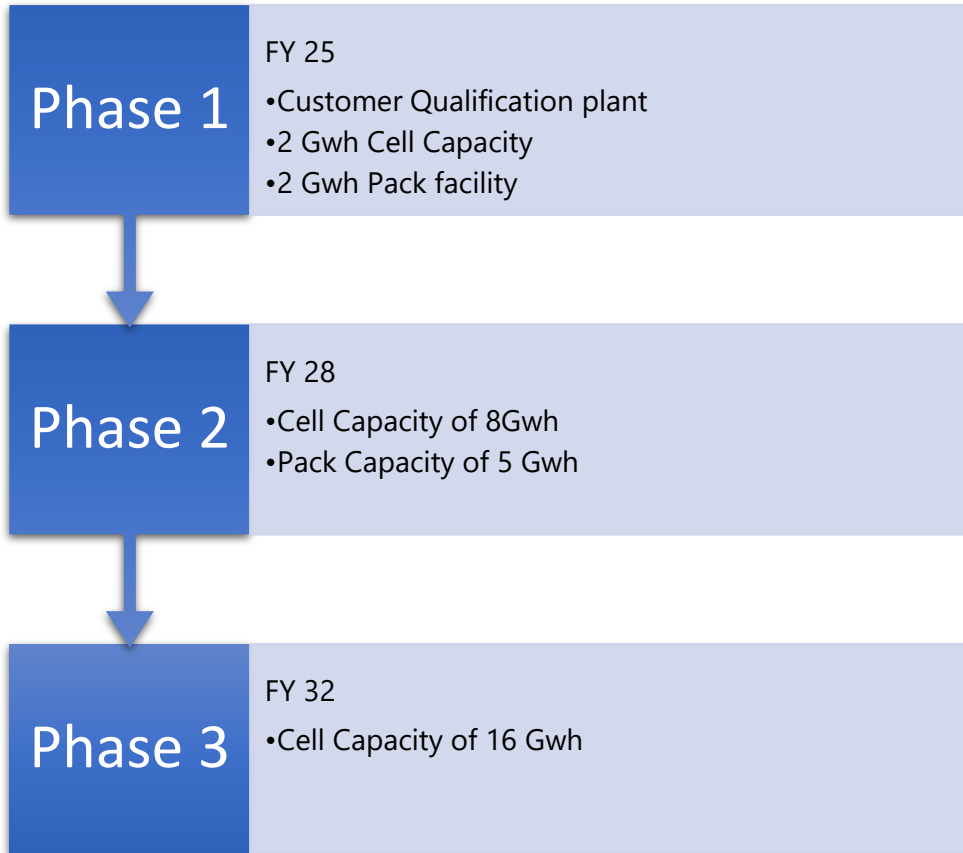 Phase 1
FY 25
•Customer Qualification plant
•2 Gwh Cell Capacity
•2 Gwh Pack facility
Phase 2
FY 28
•Cell Capacity of 8Gwh
•Pack Capacity of 5 Gwh
Phase 3
FY 32
•Cell Capacity of 16 Gwh